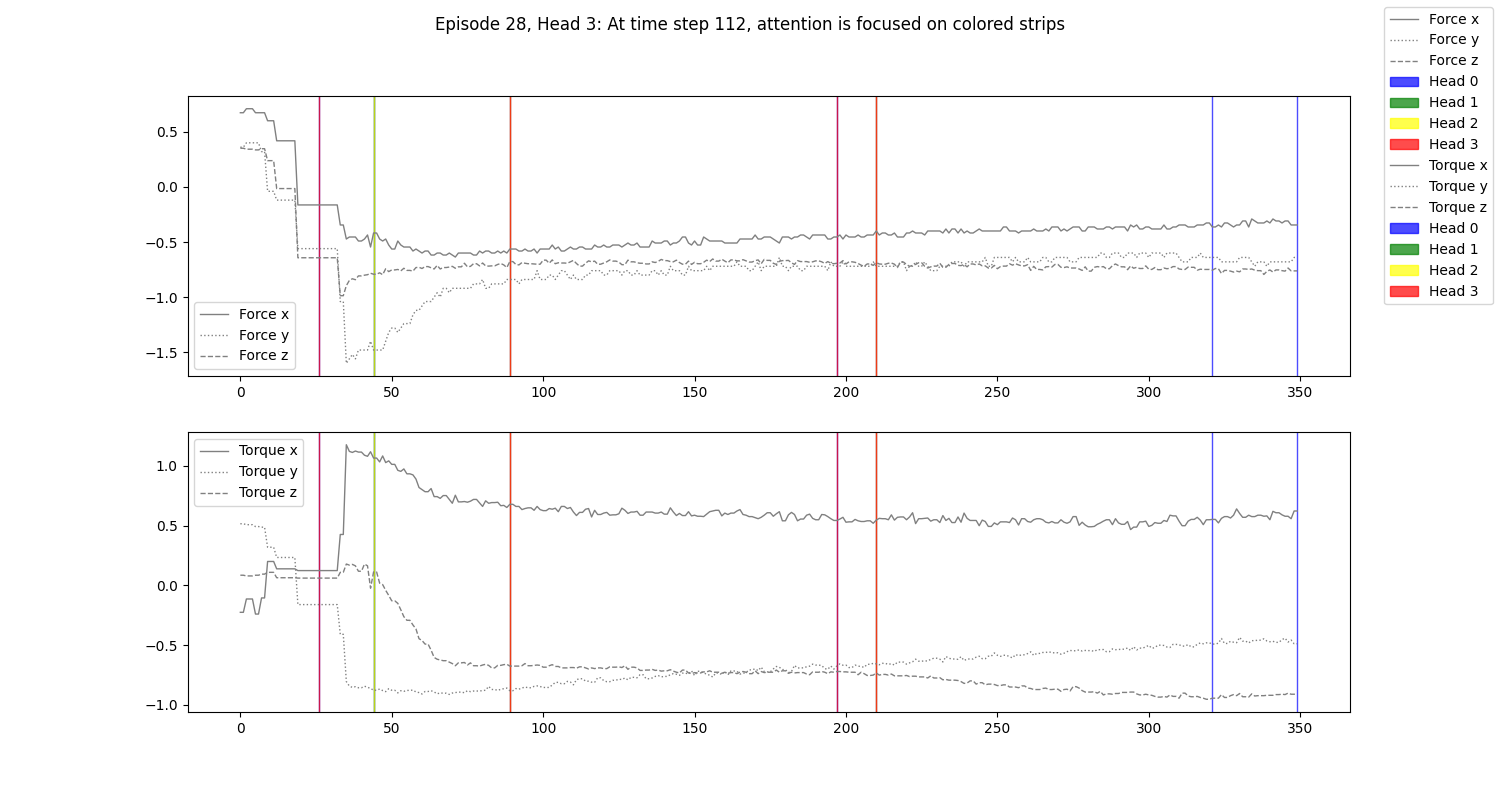 Episode 28, Head 3: At time step 112, attention is focused on colored strips
Force x
Force y
Force z
Head 0
Head 1
Head 2
Head 3
Torque x
Torque y
Torque z
Head 0
Head 1
Head 2
Head 3
0.5
0.0
−0.5
−1.0
−1.5
Force x
Force y
Force z
0 50 100 150 200 250 300 350
1.0
0.5
0.0
−0.5
−1.0
Torque x
Torque y
Torque z
0 50 100 150 200 250 300 350